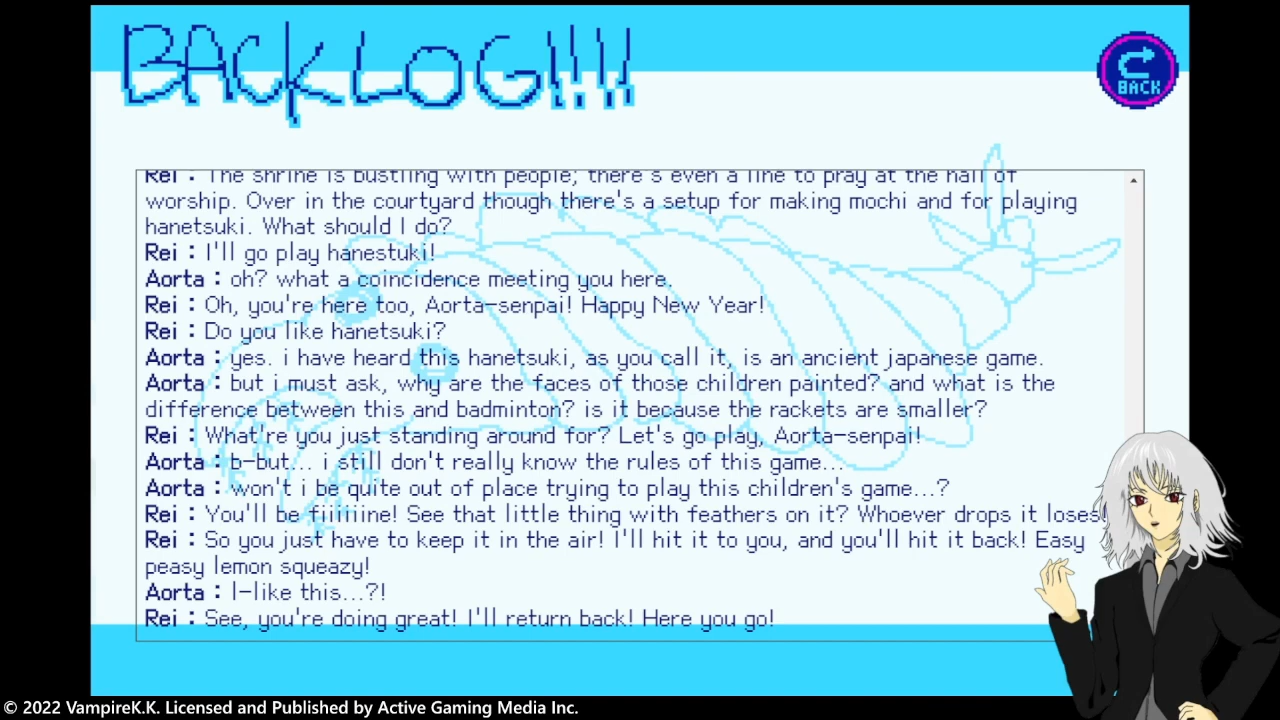 BACKLOG!!!!
BACK
Rei : The shrine is bustling with people; there's even a line to pray at the hall of
worship. Over in the courtyard though there's a setup for making mochi and for playing
hanetsuki. What should I do?
Rei : I'll go play hanestuki!
Aorta : oh? what a coincidence meeting you here.
Rei : Oh, you're here too, Aorta-senpai! Happy New Year!
Rei : Do you like hanetsuki?
Aorta : yes. i have heard this hanetsuki, as you call it, is an ancient japanese game.
Aorta : but i must ask, why are the faces of those children painted? and what is the
difference between this and badminton? is it because the rackets are smaller?
Rei : What're you just standing around for? Let's go play, Aorta-senpai!
Aorta : b-but... i still don't really know the rules of this game...
Aorta : won't i be quite out of place trying to play this children's game...?
Rei : You'll be fiiiiiine! See that little thing with feathers on it? Whoever drops it loses!
Rei : So you just have to keep it in the air! I'll hit it to you, and you'll hit it back! Easy
peasy lemon squeazy!
Aorta : l-like this...?!
Rei : See, you're doing great! I'll return back! Here you go!
© 2022 VampireK.K. Licensed and Published by Active Gaming Media Inc.